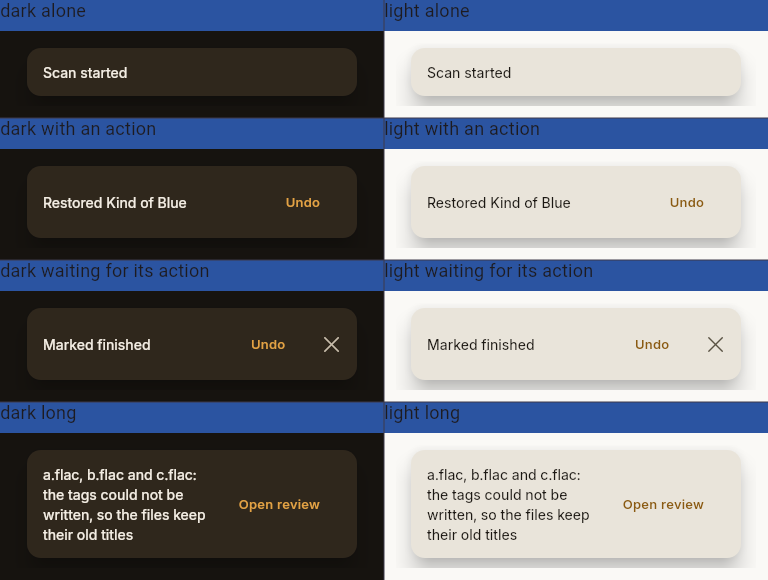 dark alone
light alone
Scan started
Scan started
dark with an action
light with an action
Restored Kind of Blue
Undo
Restored Kind of Blue
Undo
dark waiting for its action
light waiting for its action
Marked finished
Undo
Marked finished
Undo
dark long
light long
a.flac, b.flac and c.flac:
the tags could not be
written, so the files keep
their old titles
Open review
a.flac, b.flac and c.flac:
the tags could not be
written, so the files keep
their old titles
Open review